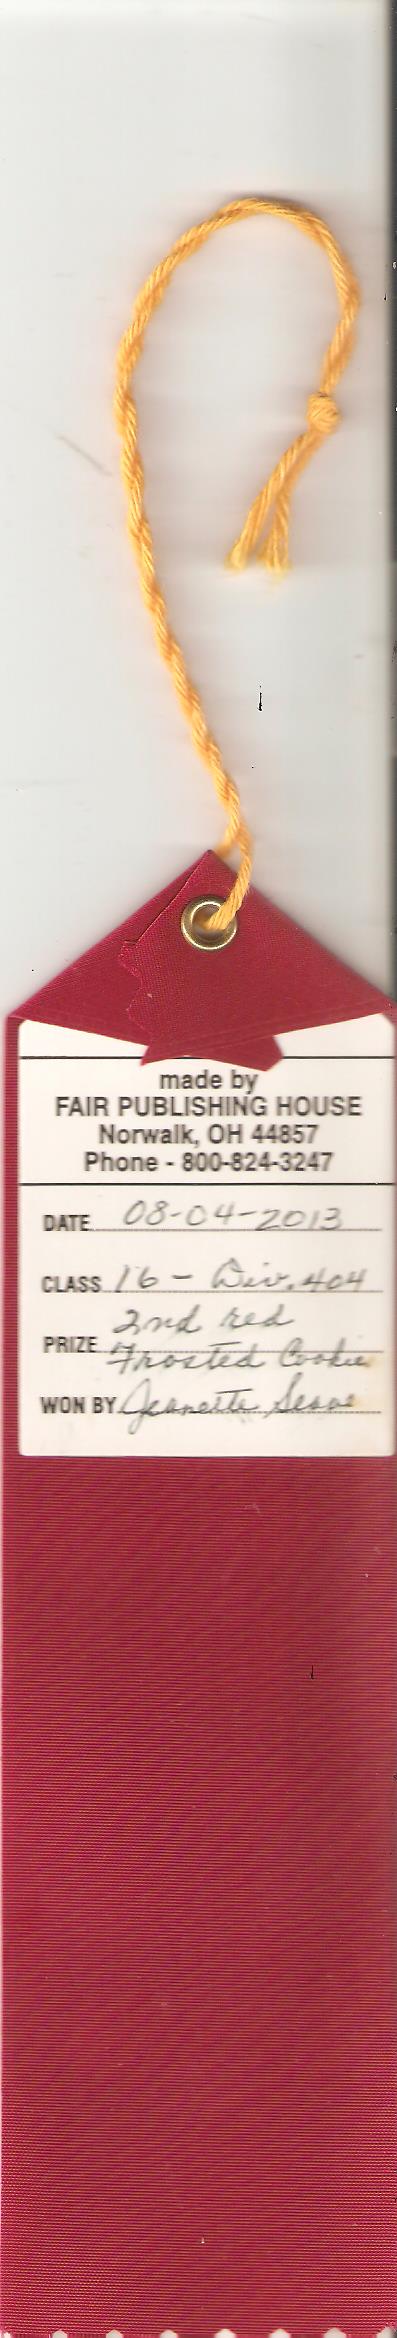 made by
FAIR PUBLISHING HOUSE
Norwalk, OH 44857
Phone - 800-824-3247
DATE 08-04-2013
CLASS 16 - Div. 404
2nd red
PRIZE Frosted Cookie
WON BY Jeanette